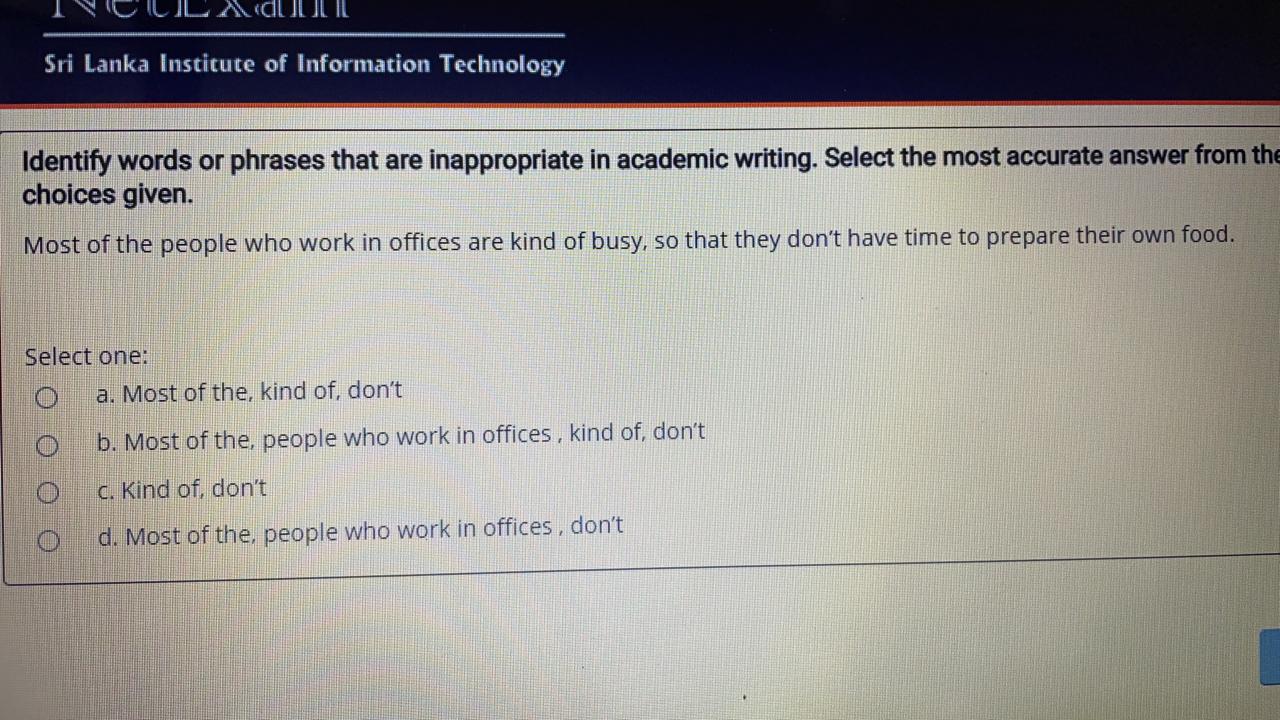 NetExam
Sri Lanka Institute of Information Technology
Identify words or phrases that are inappropriate in academic writing. Select the most accurate answer from the
choices given.
Most of the people who work in offices are kind of busy, so that they don't have time to prepare their own food.
Select one:
a. Most of the, kind of, don't
b. Most of the, people who work in offices , kind of, don't
c. Kind of, don't
d. Most of the, people who work in offices , don't